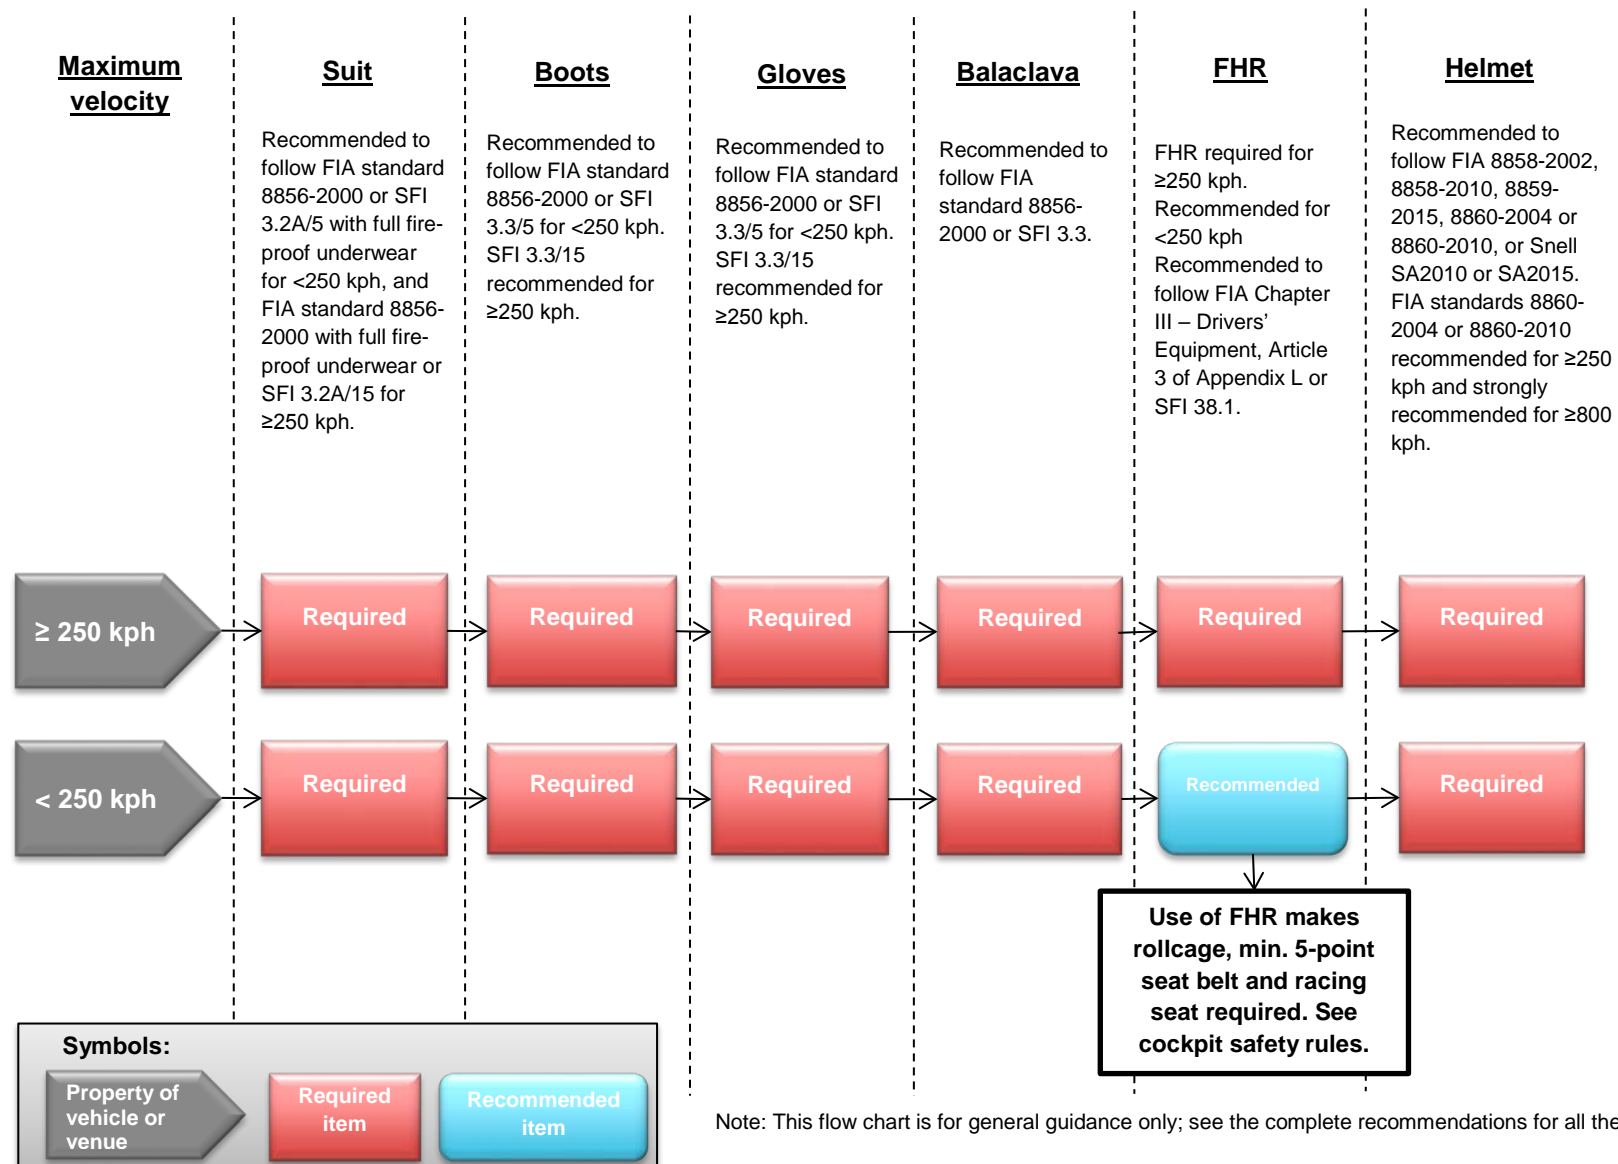 Maximum
velocity
Suit
Recommended to
follow FIA standard
8856-2000 or SFI
3.2A/5 with full fire-
proof underwear
for <250 kph, and
FIA standard 8856-
2000 with full fire-
proof underwear or
SFI 3.2A/15 for
≥250 kph.
Boots
Recommended to
follow FIA standard
8856-2000 or SFI
3.3/5 for <250 kph.
SFI 3.3/15
recommended for
≥250 kph.
Gloves
Recommended to
follow FIA standard
8856-2000 or SFI
3.3/5 for <250 kph.
SFI 3.3/15
recommended for
≥250 kph.
Balaclava
Recommended to
follow FIA
standard 8856-
2000 or SFI 3.3.
FHR
FHR required for
≥250 kph.
Recommended for
<250 kph
Recommended to
follow FIA Chapter
III – Drivers'
Equipment, Article
3 of Appendix L or
SFI 38.1.
Helmet
Recommended to
follow FIA 8858-2002,
8858-2010, 8859-
2015, 8860-2004 or
8860-2010, or Snell
SA2010 or SA2015.
FIA standards 8860-
2004 or 8860-2010
recommended for ≥250
kph and strongly
recommended for ≥800
kph.
≥ 250 kph
Required
Required
Required
Required
Required
Required
< 250 kph
Required
Required
Required
Required
Recommended
Required
Use of FHR makes
rollcage, min. 5-point
seat belt and racing
seat required. See
cockpit safety rules.
Symbols:
Property of
vehicle or
venue
Required
item
Recommended
item
Note: This flow chart is for general guidance only; see the complete recommendations for all the